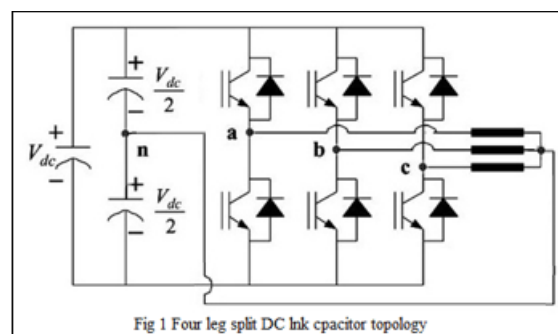 +
V_dc/2
−
a
b
n
+
V_dc
−
c
+
V_dc/2
−
Fig 1 Four leg split DC lnk cpacitor topology